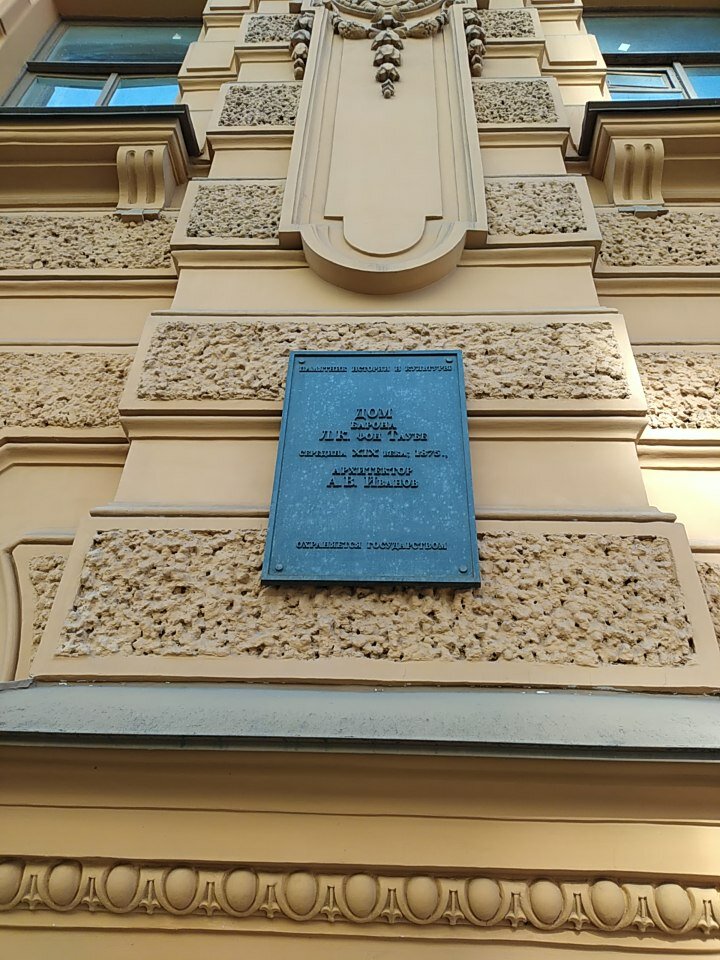 ПАМЯТНИК ИСТОРИИ И КУЛЬТУРЫ
ДОМ
БАРОНА
Л.К. ФОН ТАУБЕ
СЕРЕДИНА XIX ВЕКА; 1875 г.,
АРХИТЕКТОР
А.В. ИВАНОВ
ОХРАНЯЕТСЯ ГОСУДАРСТВОМ